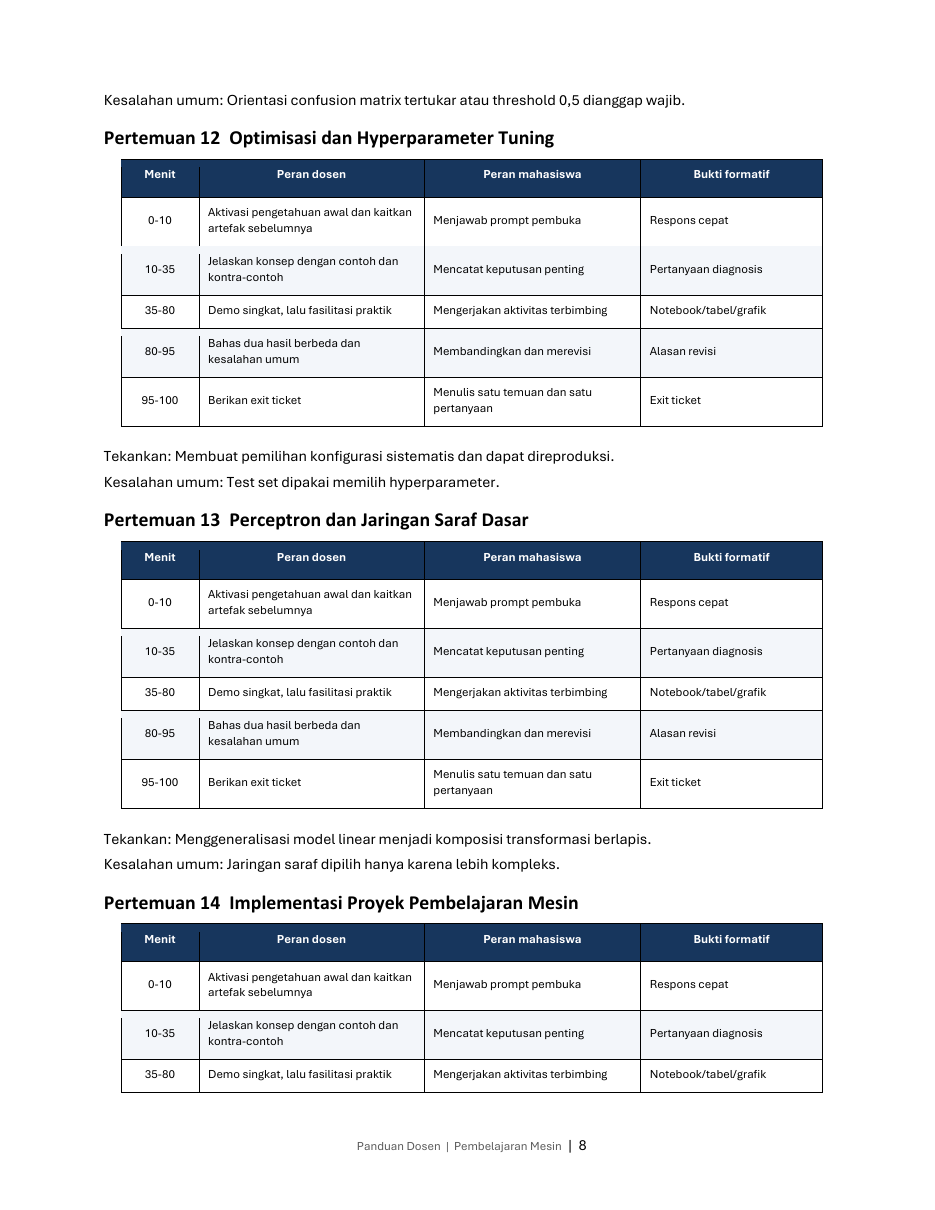 Kesalahan umum: Orientasi confusion matrix tertukar atau threshold 0,5 dianggap wajib.
Pertemuan 12  Optimisasi dan Hyperparameter Tuning
Menit Peran dosen Peran mahasiswa Bukti formatif
0-10 Aktivasi pengetahuan awal dan kaitkan artefak sebelumnya Menjawab prompt pembuka Respons cepat
10-35 Jelaskan konsep dengan contoh dan kontra-contoh Mencatat keputusan penting Pertanyaan diagnosis
35-80 Demo singkat, lalu fasilitasi praktik Mengerjakan aktivitas terbimbing Notebook/tabel/grafik
80-95 Bahas dua hasil berbeda dan kesalahan umum Membandingkan dan merevisi Alasan revisi
95-100 Berikan exit ticket Menulis satu temuan dan satu pertanyaan Exit ticket
Tekankan: Membuat pemilihan konfigurasi sistematis dan dapat direproduksi.
Kesalahan umum: Test set dipakai memilih hyperparameter.
Pertemuan 13  Perceptron dan Jaringan Saraf Dasar
Menit Peran dosen Peran mahasiswa Bukti formatif
0-10 Aktivasi pengetahuan awal dan kaitkan artefak sebelumnya Menjawab prompt pembuka Respons cepat
10-35 Jelaskan konsep dengan contoh dan kontra-contoh Mencatat keputusan penting Pertanyaan diagnosis
35-80 Demo singkat, lalu fasilitasi praktik Mengerjakan aktivitas terbimbing Notebook/tabel/grafik
80-95 Bahas dua hasil berbeda dan kesalahan umum Membandingkan dan merevisi Alasan revisi
95-100 Berikan exit ticket Menulis satu temuan dan satu pertanyaan Exit ticket
Tekankan: Menggeneralisasi model linear menjadi komposisi transformasi berlapis.
Kesalahan umum: Jaringan saraf dipilih hanya karena lebih kompleks.
Pertemuan 14  Implementasi Proyek Pembelajaran Mesin
Menit Peran dosen Peran mahasiswa Bukti formatif
0-10 Aktivasi pengetahuan awal dan kaitkan artefak sebelumnya Menjawab prompt pembuka Respons cepat
10-35 Jelaskan konsep dengan contoh dan kontra-contoh Mencatat keputusan penting Pertanyaan diagnosis
35-80 Demo singkat, lalu fasilitasi praktik Mengerjakan aktivitas terbimbing Notebook/tabel/grafik
Panduan Dosen | Pembelajaran Mesin | 8